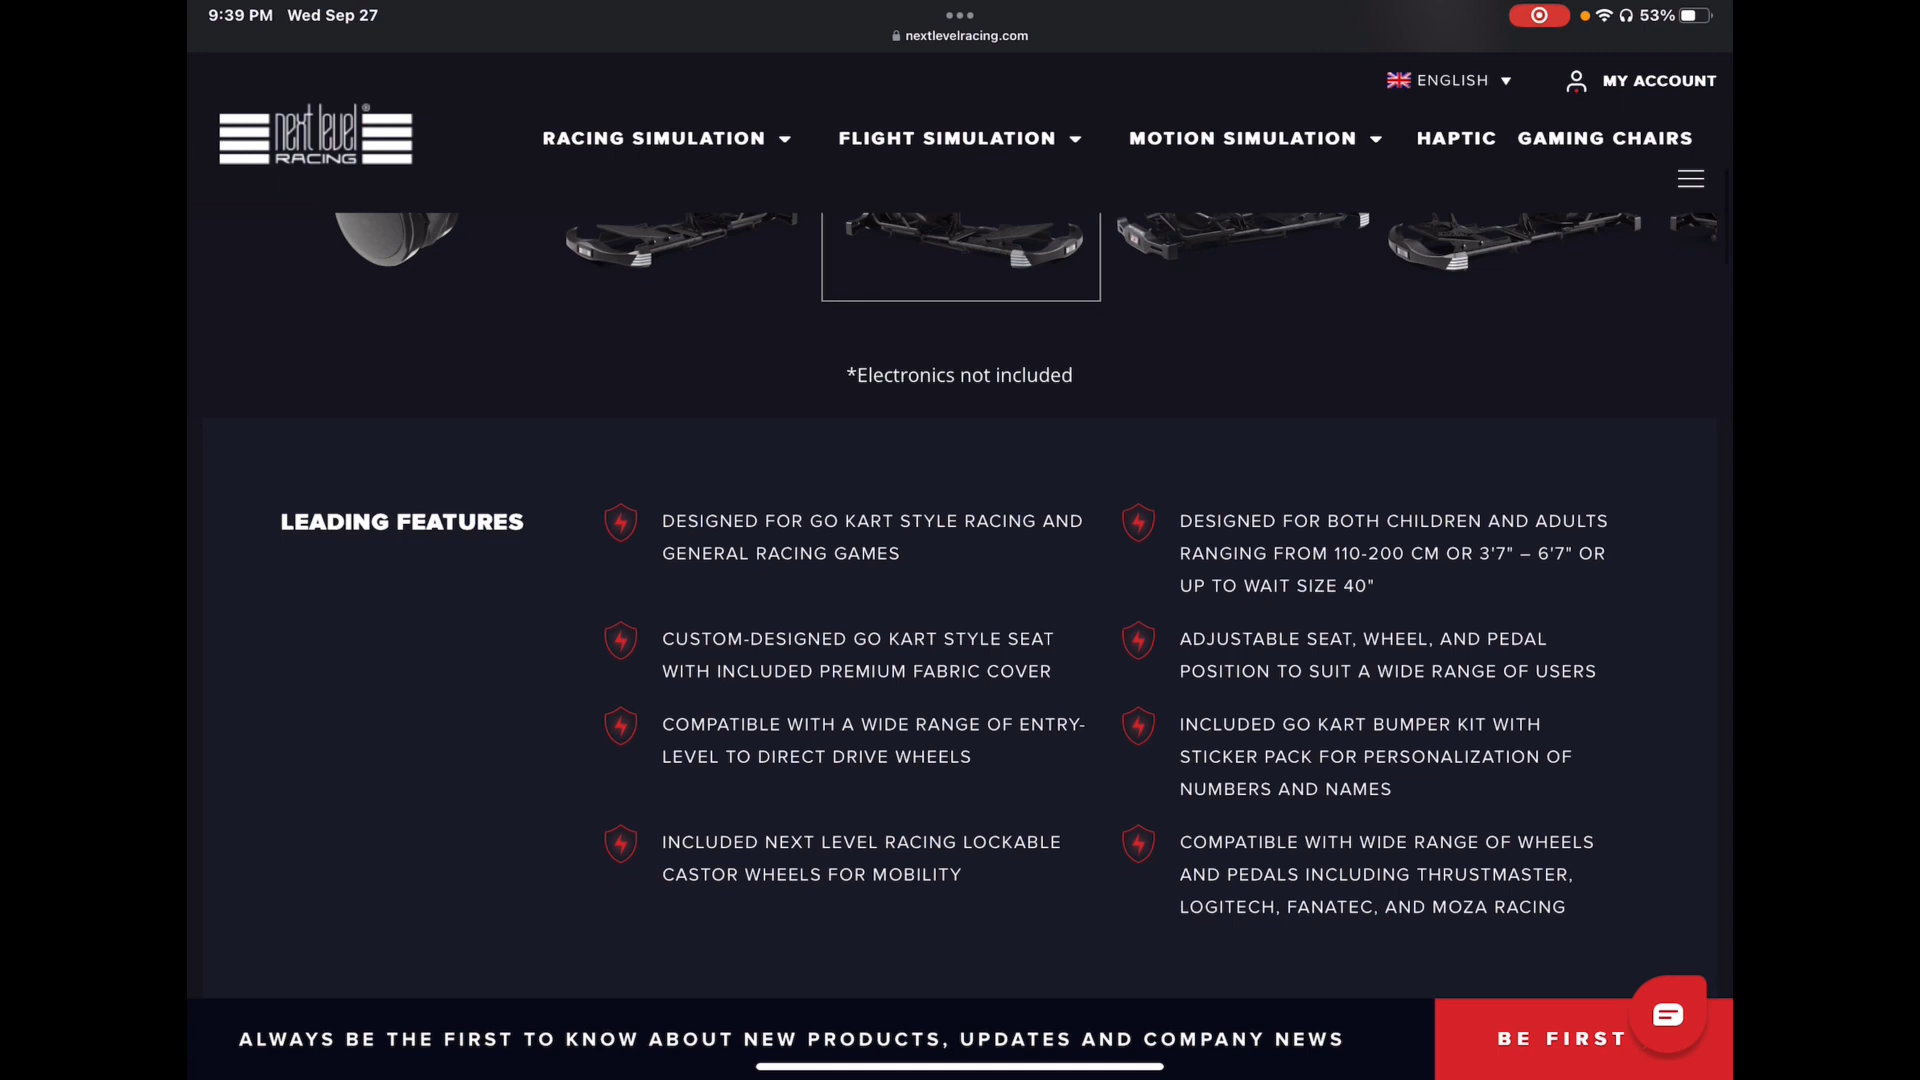 9:39 PM Wed Sep 27
53%
nextlevelracing.com
ENGLISH
MY ACCOUNT
next level®
RACING
RACING SIMULATION
FLIGHT SIMULATION
MOTION SIMULATION
HAPTIC
GAMING CHAIRS
*Electronics not included
LEADING FEATURES
DESIGNED FOR GO KART STYLE RACING AND
GENERAL RACING GAMES
DESIGNED FOR BOTH CHILDREN AND ADULTS
RANGING FROM 110-200 CM OR 3'7" – 6'7" OR
UP TO WAIT SIZE 40"
CUSTOM-DESIGNED GO KART STYLE SEAT
WITH INCLUDED PREMIUM FABRIC COVER
ADJUSTABLE SEAT, WHEEL, AND PEDAL
POSITION TO SUIT A WIDE RANGE OF USERS
COMPATIBLE WITH A WIDE RANGE OF ENTRY-
LEVEL TO DIRECT DRIVE WHEELS
INCLUDED GO KART BUMPER KIT WITH
STICKER PACK FOR PERSONALIZATION OF
NUMBERS AND NAMES
INCLUDED NEXT LEVEL RACING LOCKABLE
CASTOR WHEELS FOR MOBILITY
COMPATIBLE WITH WIDE RANGE OF WHEELS
AND PEDALS INCLUDING THRUSTMASTER,
LOGITECH, FANATEC, AND MOZA RACING
ALWAYS BE THE FIRST TO KNOW ABOUT NEW PRODUCTS, UPDATES AND COMPANY NEWS
BE FIRST